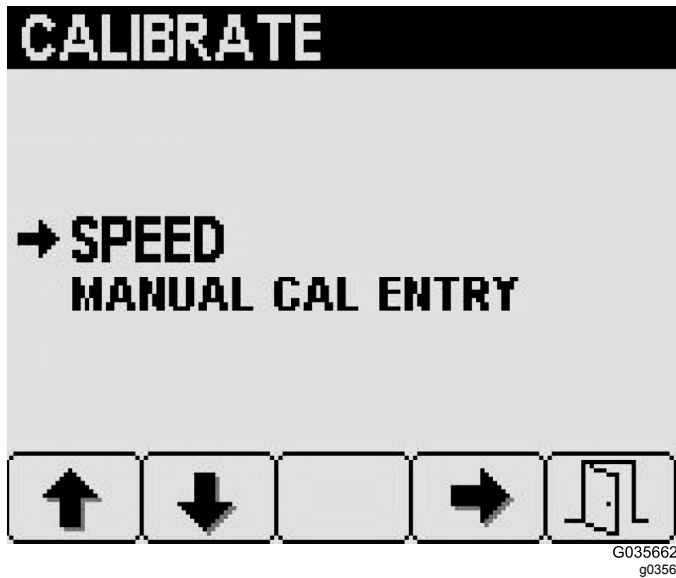 CALIBRATE
SPEED
MANUAL CAL ENTRY
G035662
g0356